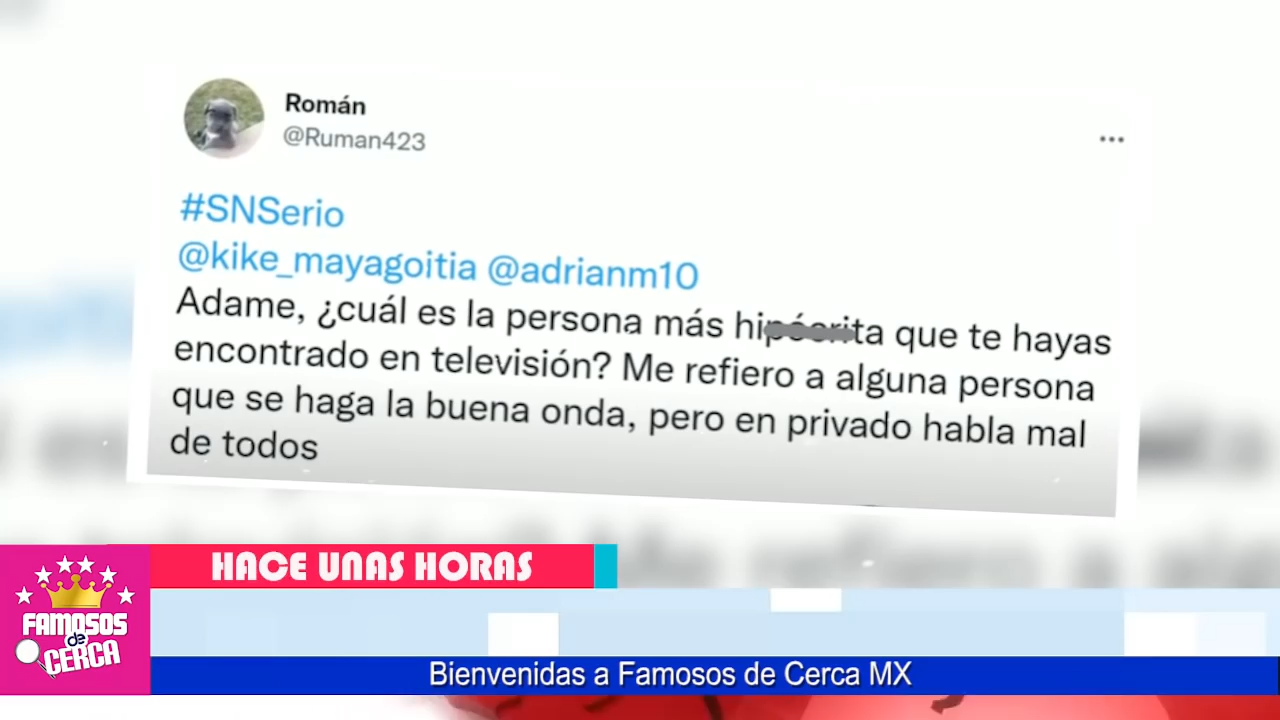 Román
@Ruman423
#SNSerio
@kike_mayagoitia @adrianm10
Adame, ¿cuál es la persona más hipócrita que te hayas
encontrado en televisión? Me refiero a alguna persona
que se haga la buena onda, pero en privado habla mal
de todos
HACE UNAS HORAS
FAMOSOS
de
CERCA
Bienvenidas a Famosos de Cerca MX